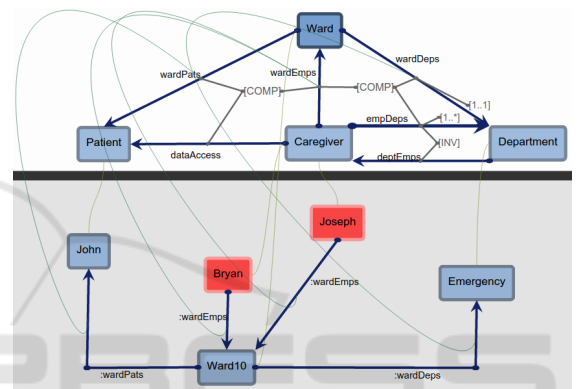 Ward
wardPats
wardEmps
wardDeps
[COMP]
[COMP]
[1..1]
empDeps
[1..*]
Patient
Caregiver
[INV]
Department
dataAccess
deptEmps
Joseph
John
Bryan
Emergency
:wardEmps
:wardEmps
Ward10
:wardPats
:wardDeps